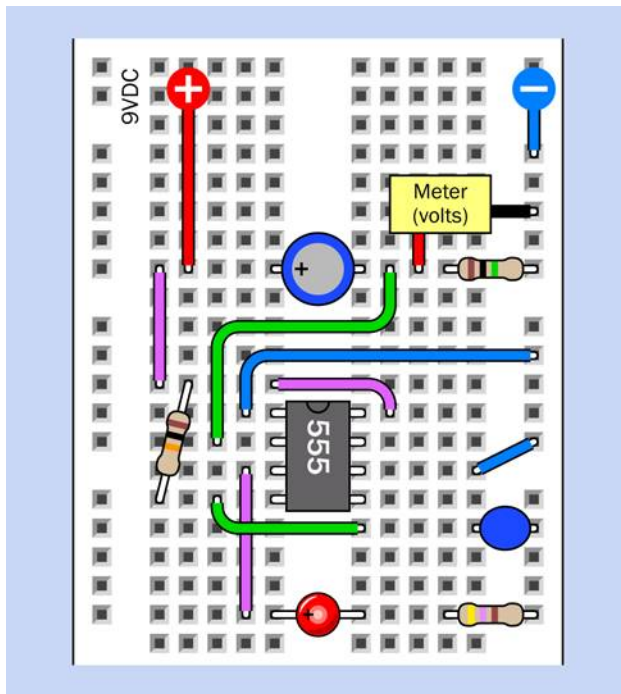 9VDC
+
−
Meter
(volts)
+
555
+